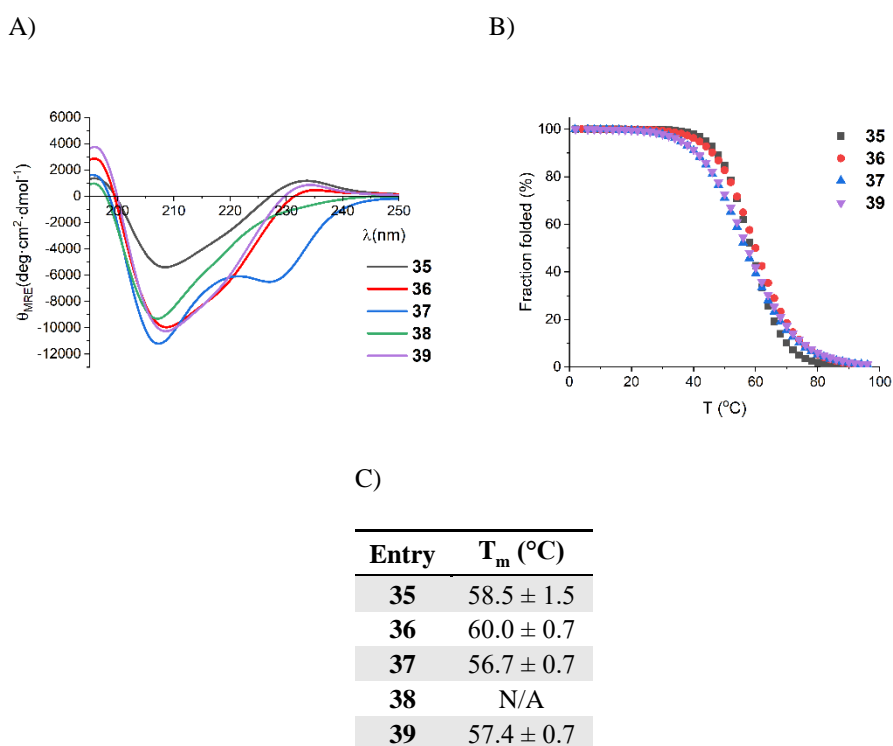 A)
B)
6000
4000
2000
0
-2000
-4000
-6000
-8000
-10000
-12000
200
210
220
230
240
250
λ(nm)
θMRE(deg·cm²·dmol⁻¹)
35
36
37
38
39
100
80
60
40
20
0
0
20
40
60
80
100
Fraction folded (%)
T (°C)
35
36
37
39
C)
Entry Tm (°C)
35 58.5 ± 1.5
36 60.0 ± 0.7
37 56.7 ± 0.7
38 N/A
39 57.4 ± 0.7